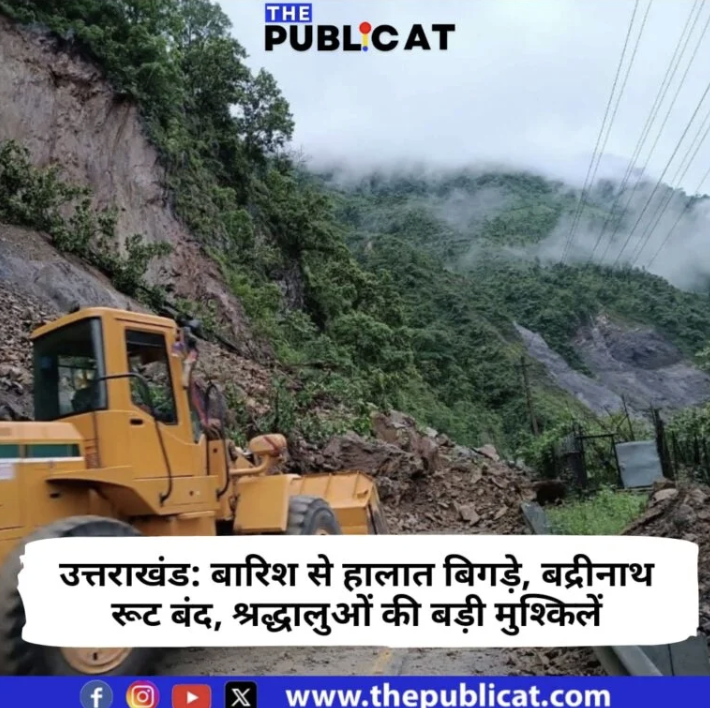 THE
PUBLICAT
उत्तराखंड: बारिश से हालात बिगड़े, बद्रीनाथ
रूट बंद, श्रद्धालुओं की बड़ी मुश्किलें
www.thepublicat.com